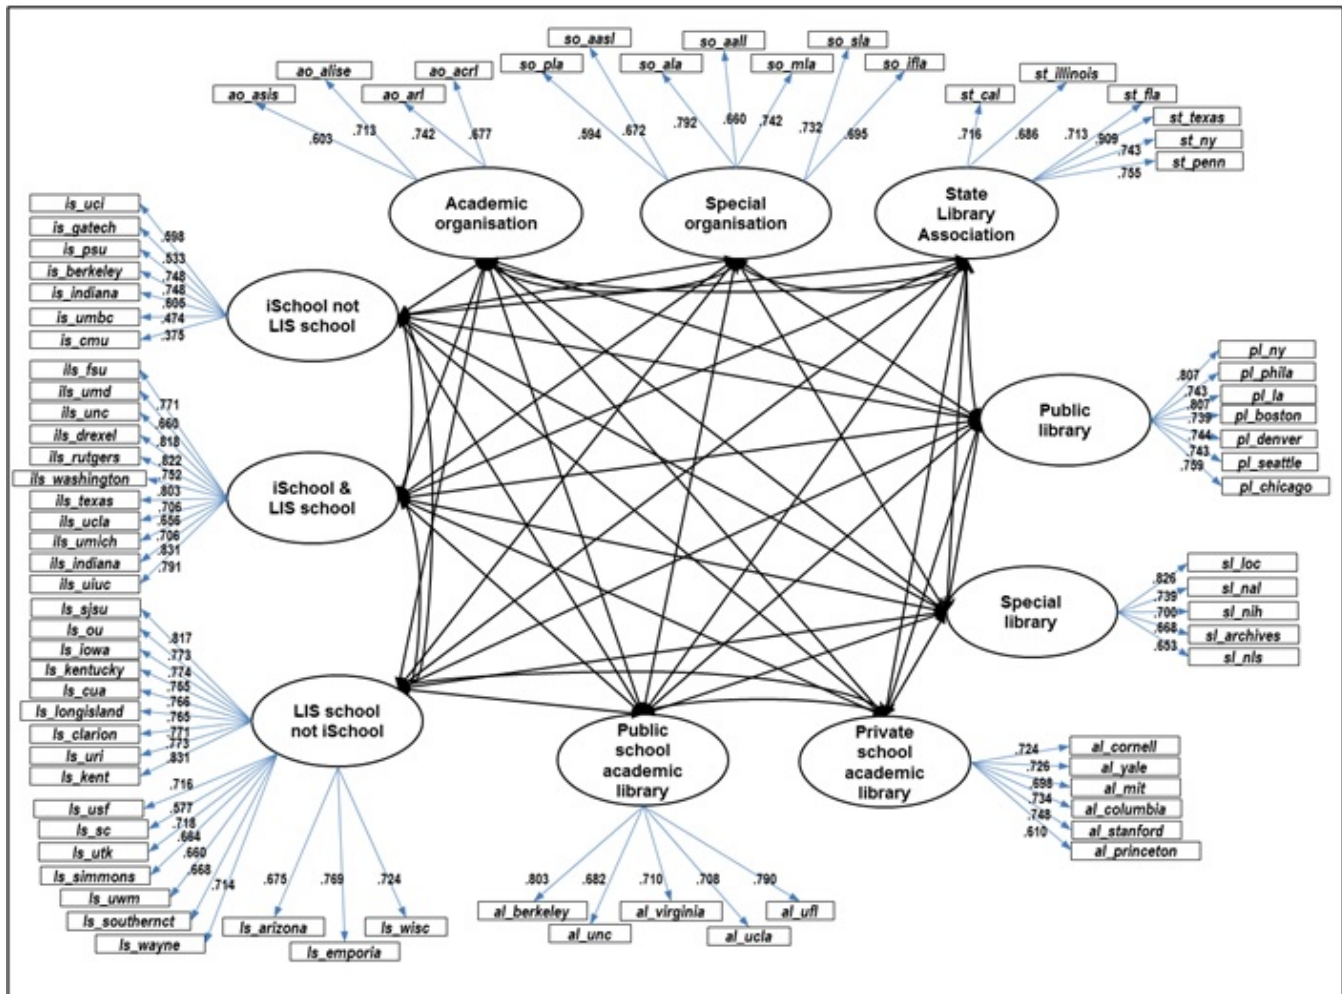 so_aasl
so_aall
so_sla
so_pla
so_ala
so_mla
so_ifla
ao_alise
ao_acrl
ao_asis
ao_arl
st_illinois
st_cal
st_fla
st_texas
st_ny
st_penn
.603
.713
.742
.677
.594
.672
.792
.660
.742
.732
.695
.716
.686
.713
.909
.743
.755
Academic
organisation
Special
organisation
State
Library
Association
is_uci
is_gatech
is_psu
is_berkeley
is_indiana
is_umbc
is_cmu
.598
.533
.748
.748
.605
.474
.375
iSchool not
LIS school
ils_fsu
ils_umd
ils_unc
ils_drexel
ils_rutgers
ils_washington
ils_texas
ils_ucla
ils_umich
ils_indiana
ils_uiuc
.771
.660
.818
.822
.752
.803
.706
.656
.706
.831
.791
iSchool &
LIS school
Public
library
.807
.743
.807
.739
.744
.743
.759
pl_ny
pl_phila
pl_la
pl_boston
pl_denver
pl_seattle
pl_chicago
Special
library
.826
.739
.700
.668
.653
sl_loc
sl_nal
sl_nih
sl_archives
sl_nls
ls_sjsu
ls_ou
ls_iowa
ls_kentucky
ls_cua
ls_longisland
ls_clarion
ls_uri
ls_kent
.817
.773
.774
.765
.766
.765
.771
.773
.831
LIS school
not iSchool
ls_usf
ls_sc
ls_utk
ls_simmons
ls_uwm
ls_southernct
ls_wayne
.716
.577
.718
.664
.660
.668
.714
.675
.769
.724
ls_arizona
ls_emporia
ls_wisc
Public
school
academic
library
.803
.682
.710
.708
.790
al_berkeley
al_unc
al_virginia
al_ucla
al_ufl
Private
school
academic
library
.724
.726
.698
.734
.748
.610
al_cornell
al_yale
al_mit
al_columbia
al_stanford
al_princeton